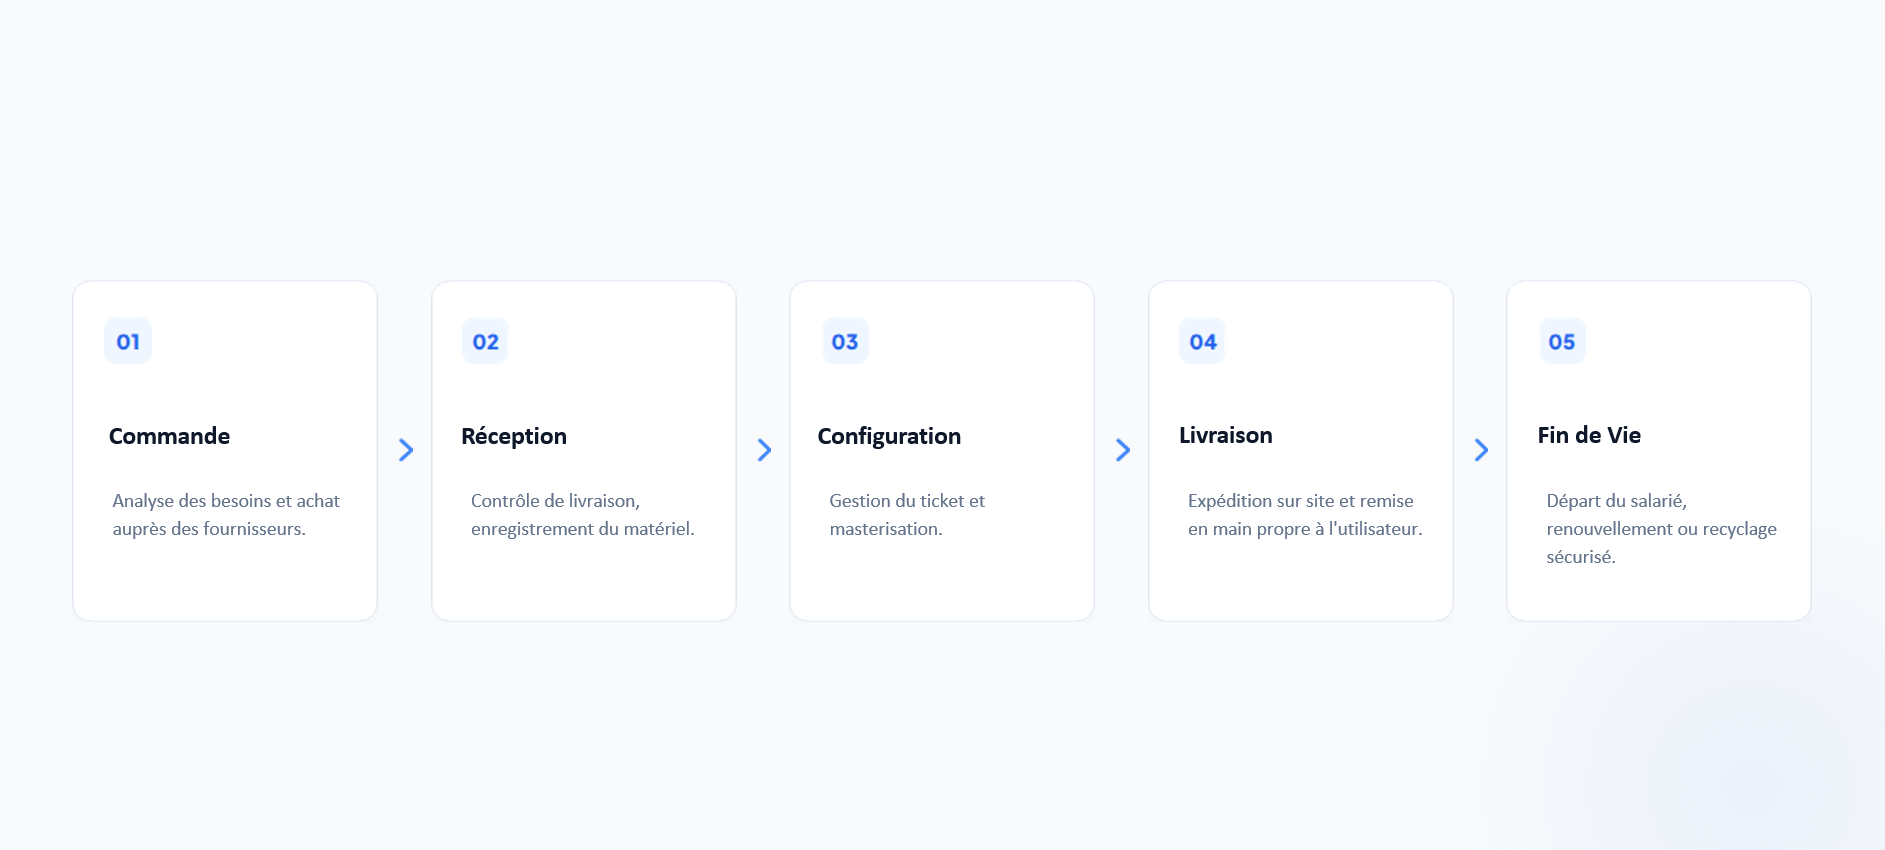 01
Commande
Analyse des besoins et achat
auprès des fournisseurs.
02
Réception
Contrôle de livraison,
enregistrement du matériel.
03
Configuration
Gestion du ticket et
masterisation.
04
Livraison
Expédition sur site et remise
en main propre à l'utilisateur.
05
Fin de Vie
Départ du salarié,
renouvellement ou recyclage
sécurisé.